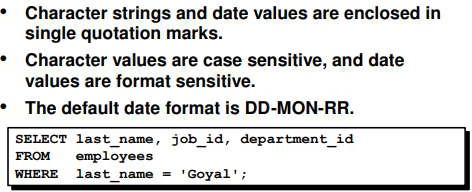 • Character strings and date values are enclosed in
single quotation marks.
• Character values are case sensitive, and date
values are format sensitive.
• The default date format is DD-MON-RR.
SELECT last_name, job_id, department_id
FROM   employees
WHERE  last_name = 'Goyal';